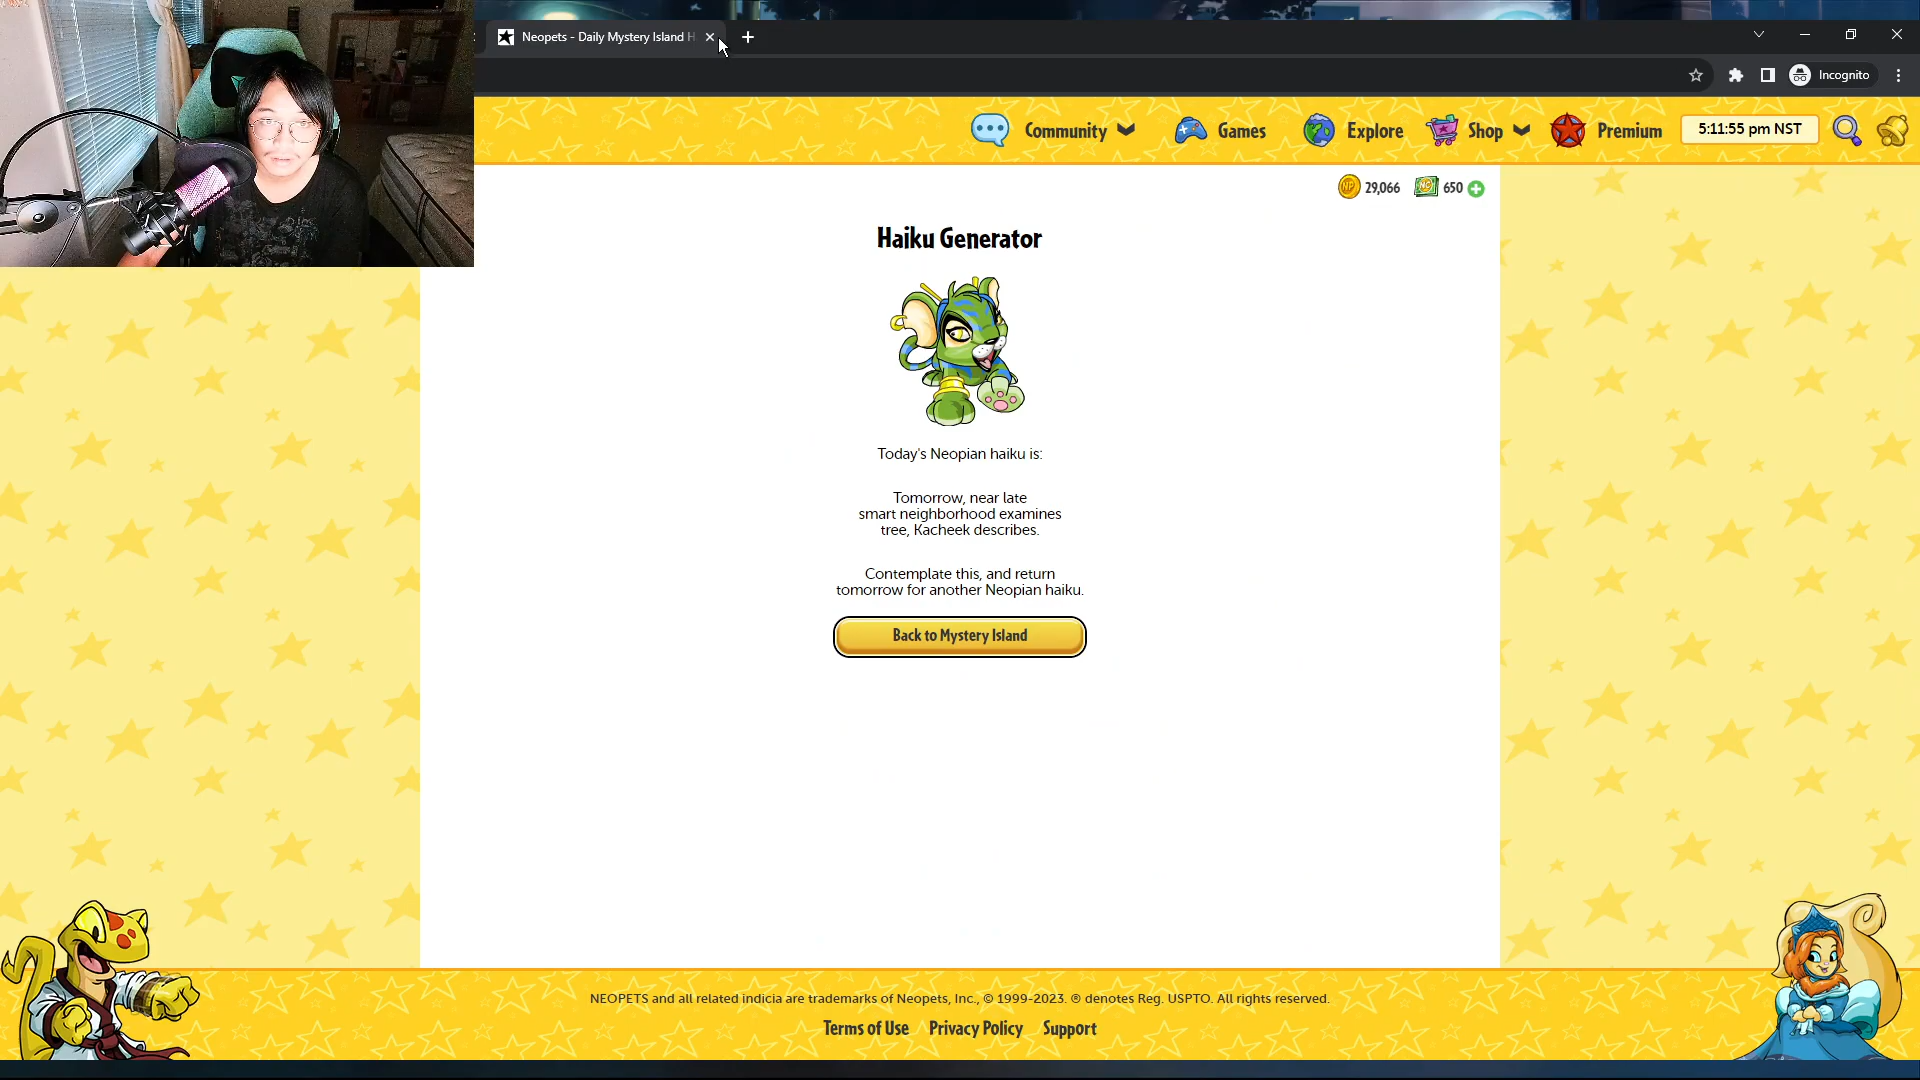 Neopets - Daily Mystery Island H
Incognito
Community
Games
Explore
Shop
Premium
5:11:55 pm NST
NP
29,066
NC
650
Haiku Generator
Today's Neopian haiku is:
Tomorrow, near late
smart neighborhood examines
tree, Kacheek describes.
Contemplate this, and return
tomorrow for another Neopian haiku.
Back to Mystery Island
NEOPETS and all related indicia are trademarks of Neopets, Inc., © 1999-2023. ® denotes Reg. USPTO. All rights reserved.
Terms of Use
Privacy Policy
Support